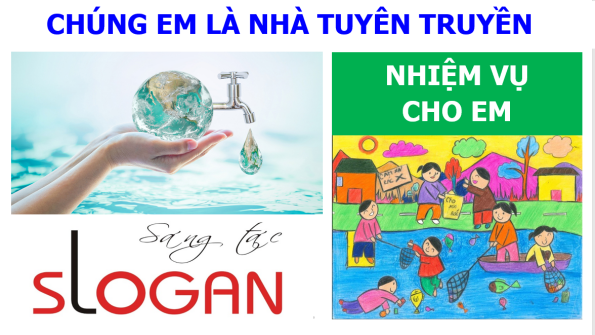 CHÚNG EM LÀ NHÀ TUYÊN TRUYỀN
NHIỆM VỤ
CHO EM
Sáng tác
SLOGAN